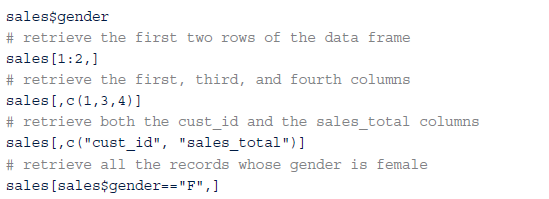 sales$gender
# retrieve the first two rows of the data frame
sales[1:2,]
# retrieve the first, third, and fourth columns
sales[,c(1,3,4)]
# retrieve both the cust_id and the sales_total columns
sales[,c("cust_id", "sales_total")]
# retrieve all the records whose gender is female
sales[sales$gender=="F",]